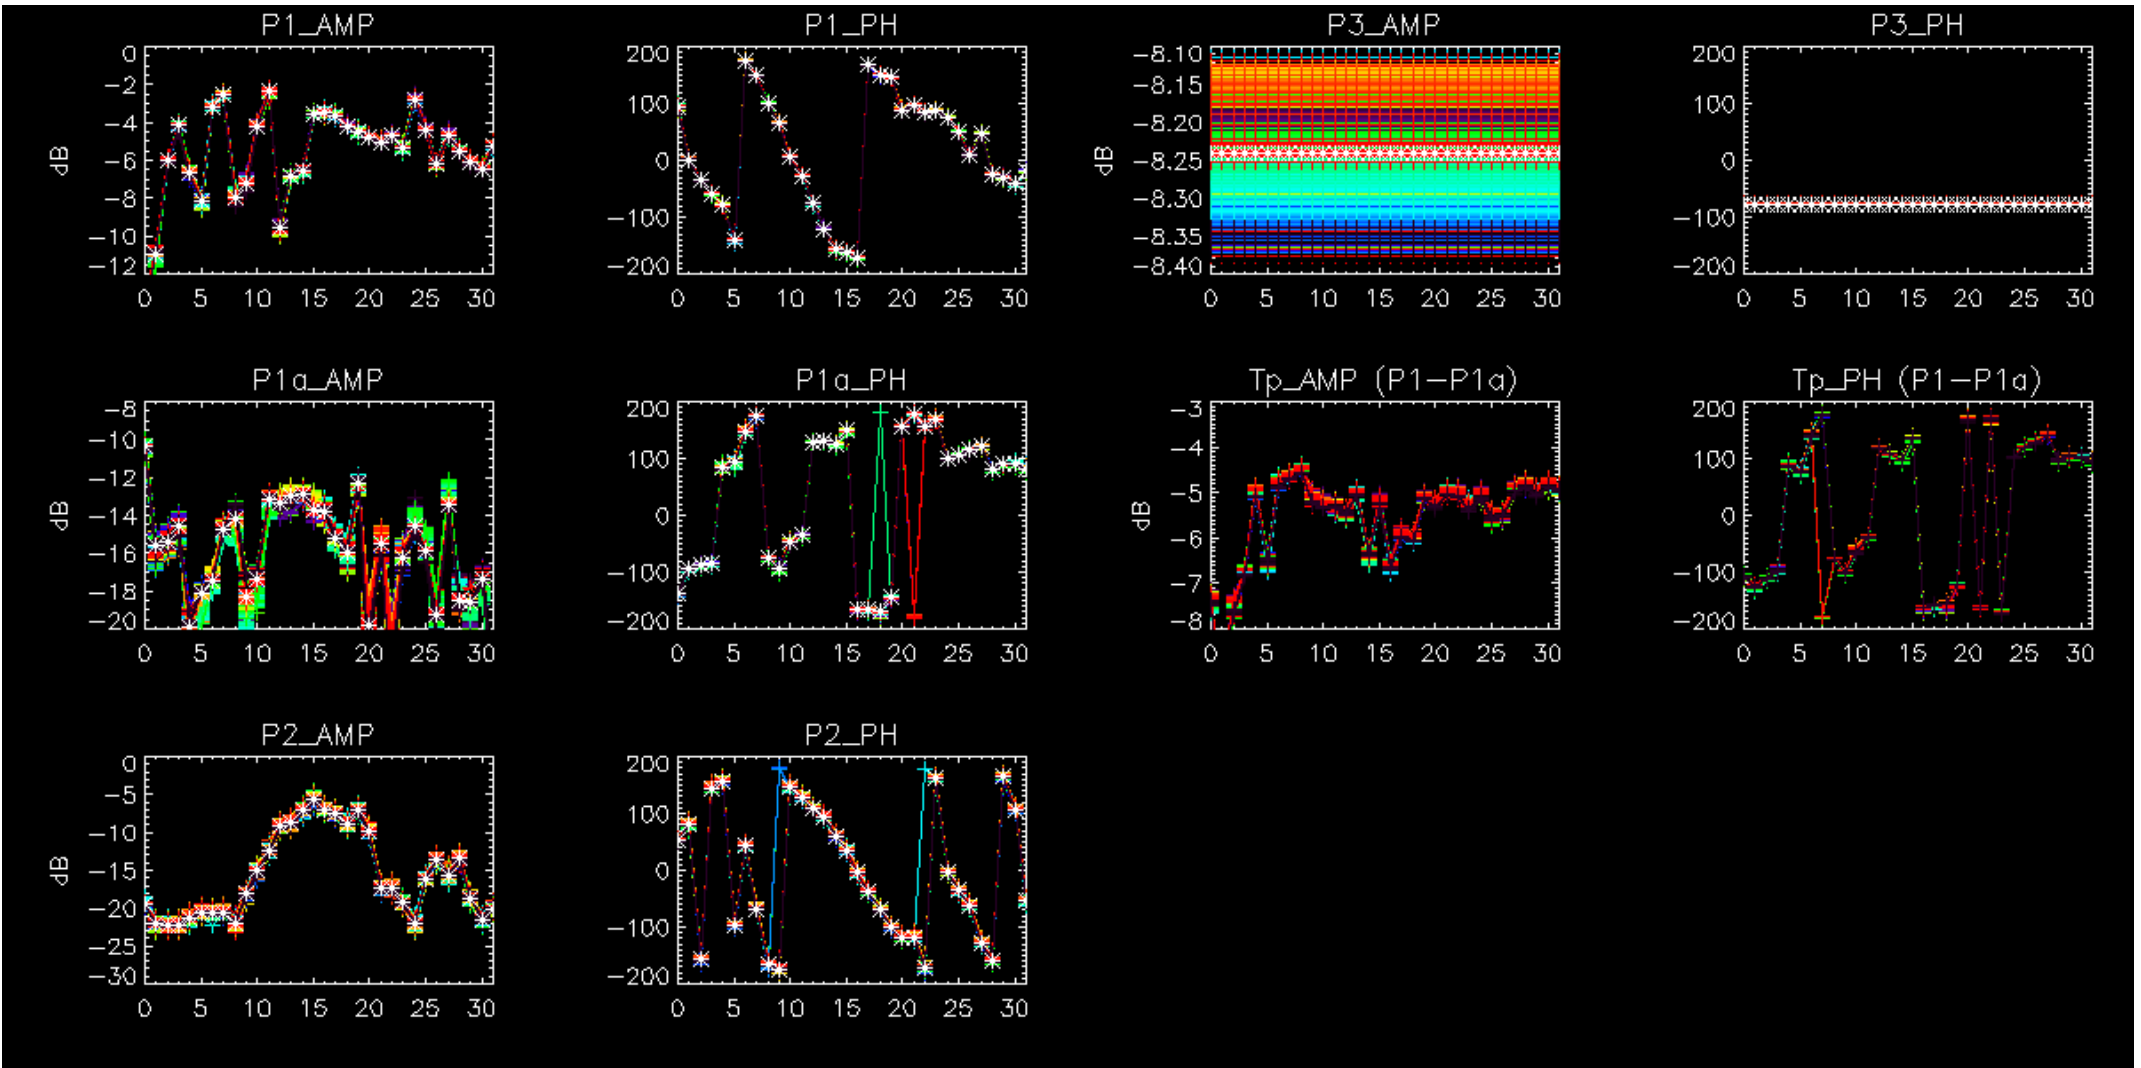 P1_AMP
P1_PH
P3_AMP
P3_PH
0
−2
−4
−6
−8
−10
−12
dB
0 5 10 15 20 25 30
200
100
0
−100
−200
0 5 10 15 20 25 30
−8.10
−8.15
−8.20
−8.25
−8.30
−8.35
−8.40
dB
0 5 10 15 20 25 30
200
100
0
−100
−200
0 5 10 15 20 25 30
P1a_AMP
P1a_PH
Tp_AMP (P1−P1a)
Tp_PH (P1−P1a)
−8
−10
−12
−14
−16
−18
−20
dB
0 5 10 15 20 25 30
200
100
0
−100
−200
0 5 10 15 20 25 30
−3
−4
−5
−6
−7
−8
dB
0 5 10 15 20 25 30
200
100
0
−100
−200
0 5 10 15 20 25 30
P2_AMP
P2_PH
0
−5
−10
−15
−20
−25
−30
dB
0 5 10 15 20 25 30
200
100
0
−100
−200
0 5 10 15 20 25 30